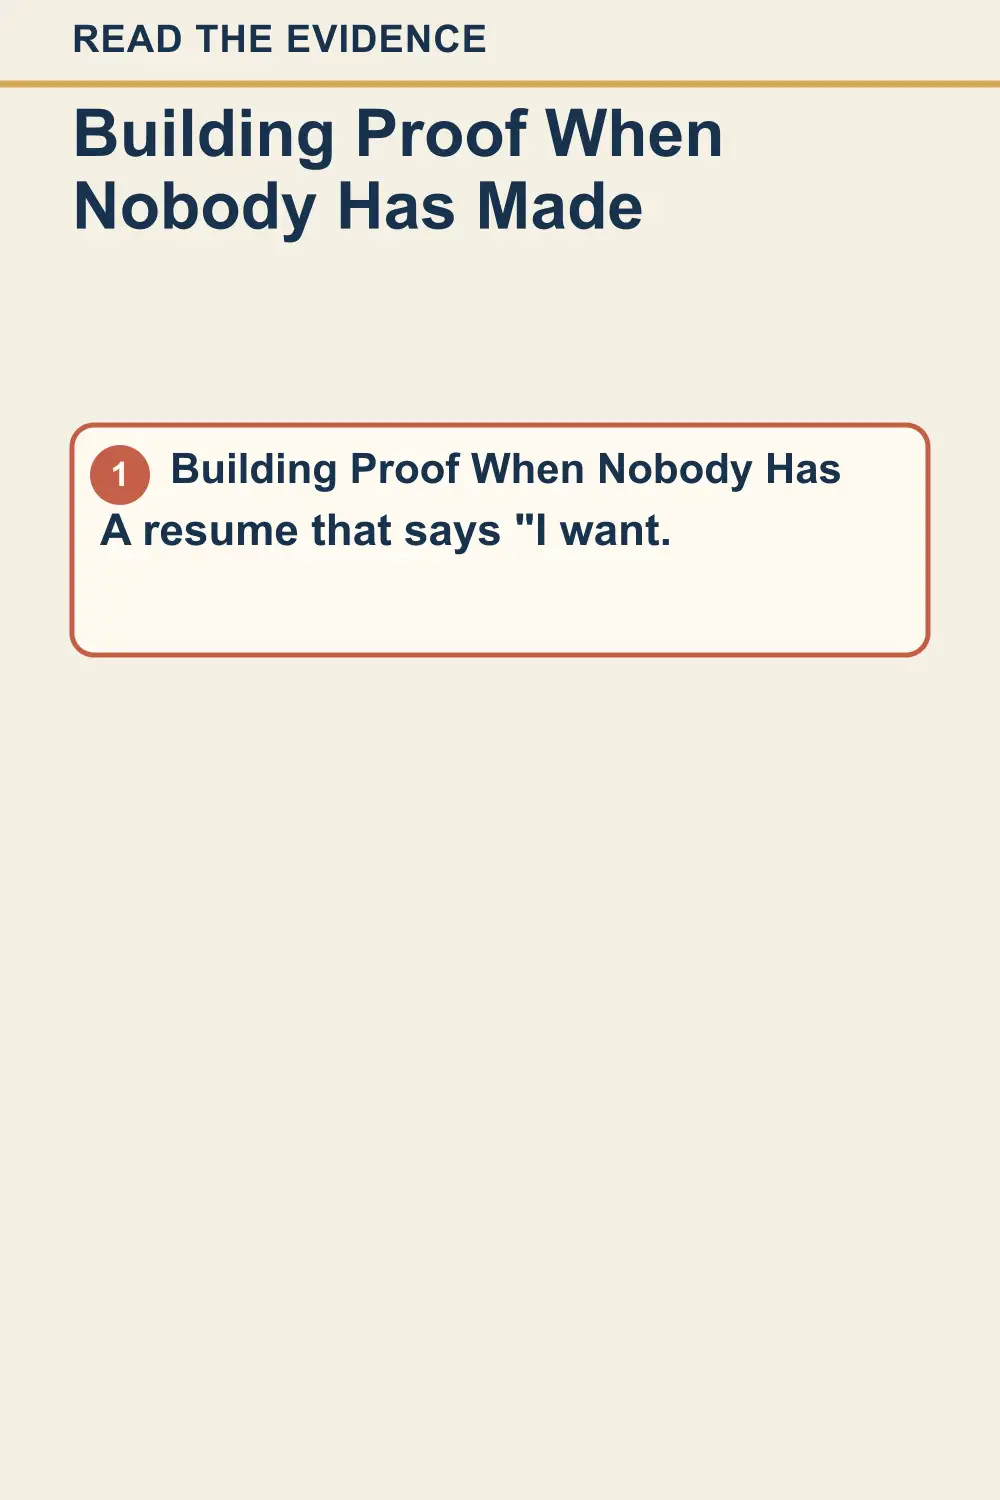 READ THE EVIDENCE
Building Proof When
Nobody Has Made
1
Building Proof When Nobody Has
A resume that says "I want.